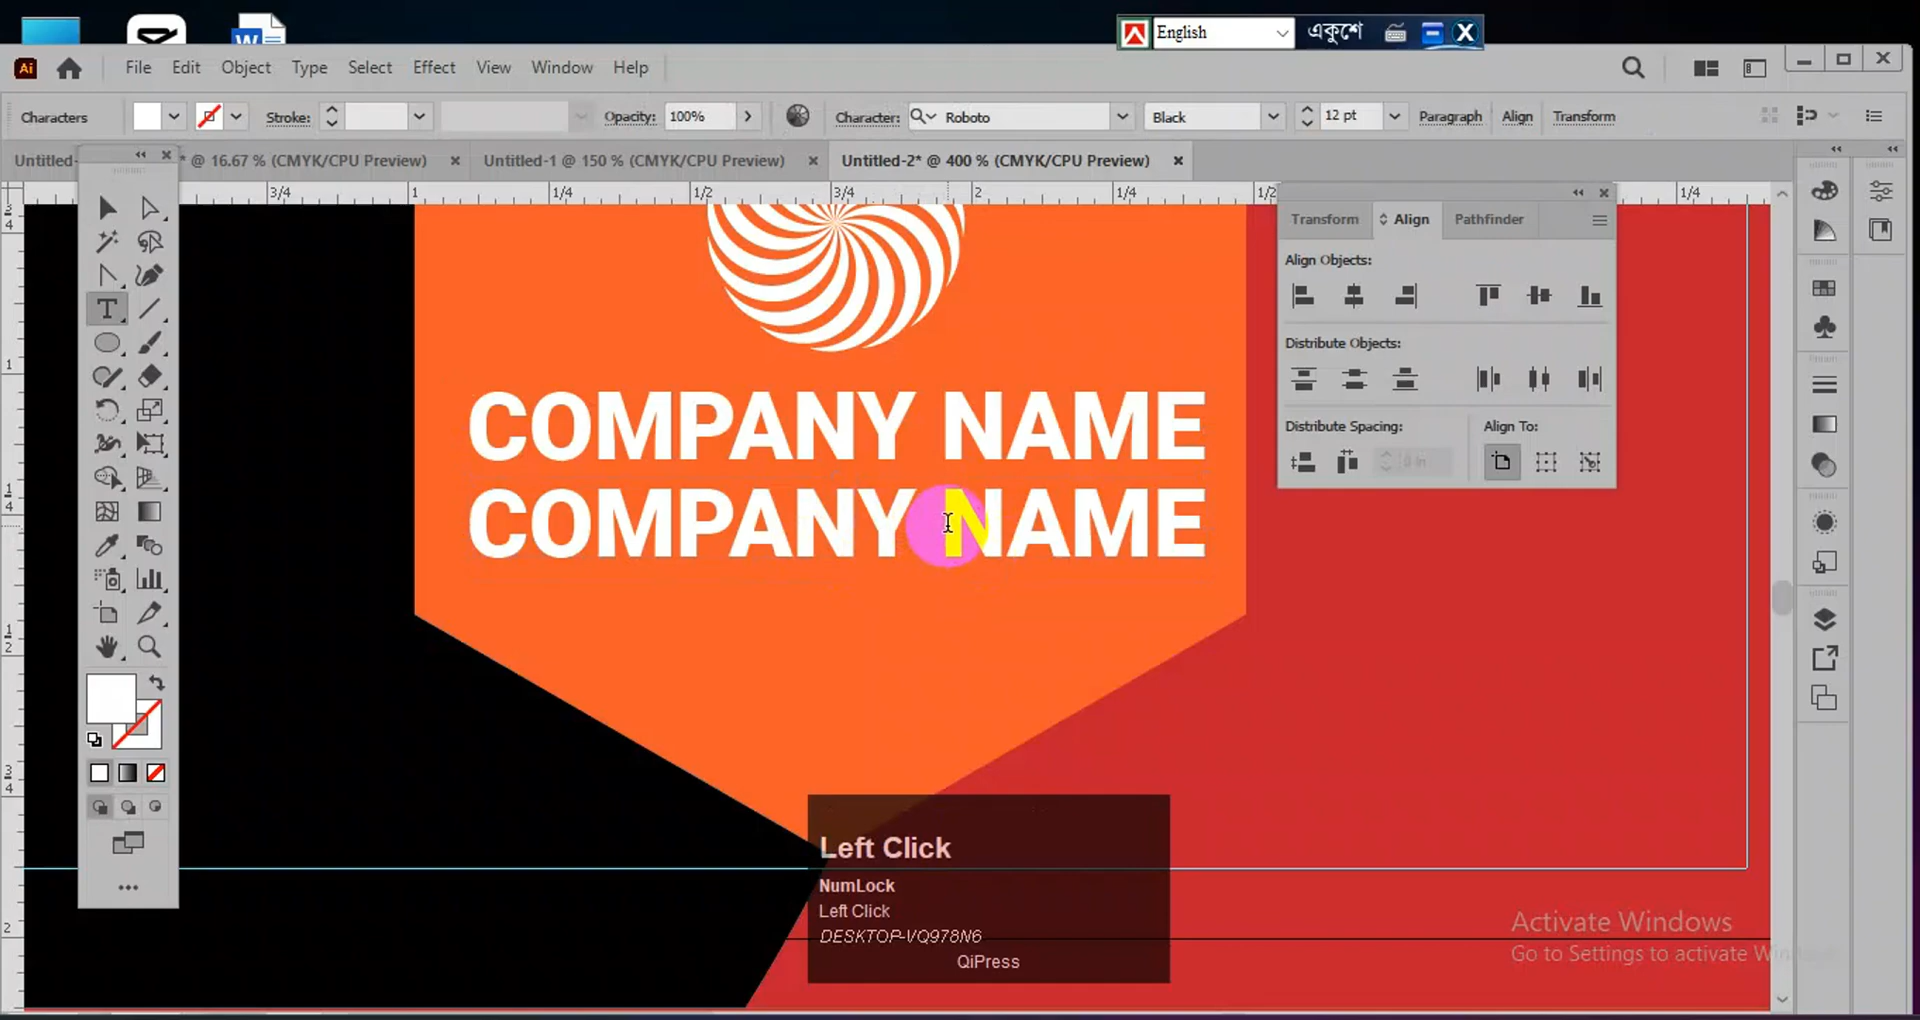 W
English
একুশে
Ai
File Edit Object Type Select Effect View Window Help
Characters Stroke: Opacity: 100% Character: Roboto Black 12 pt Paragraph Align Transform
Untitled- * @ 16.67 % (CMYK/CPU Preview) × Untitled-1 @ 150 % (CMYK/CPU Preview) × Untitled-2* @ 400 % (CMYK/CPU Preview) ×
3/4 1 1/4 1/2 3/4 2 1/4 1/2 1/4
Transform Align Pathfinder
Align Objects:
Distribute Objects:
Distribute Spacing: Align To:
0 in
COMPANY NAME
COMPANY NAME
Left Click
NumLock
Left Click
DESKTOP-VQ978N6
QiPress
Activate Windows
Go to Settings to activate